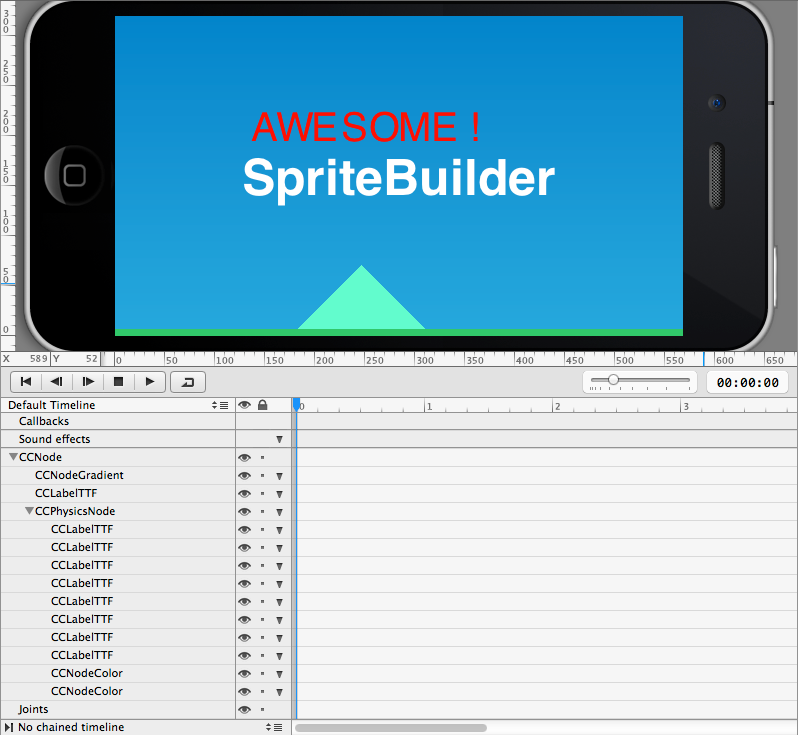 300
250
200
150
100
50
0
AWESOME !
SpriteBuilder
X 589 Y 52
0 50 100 150 200 250 300 350 400 450 500 550 600 650
00:00:00
Default Timeline
0 1 2 3
Callbacks
Sound effects
CCNode
CCNodeGradient
CCLabelTTF
CCPhysicsNode
CCLabelTTF
CCLabelTTF
CCLabelTTF
CCLabelTTF
CCLabelTTF
CCLabelTTF
CCLabelTTF
CCLabelTTF
CCNodeColor
CCNodeColor
Joints
No chained timeline